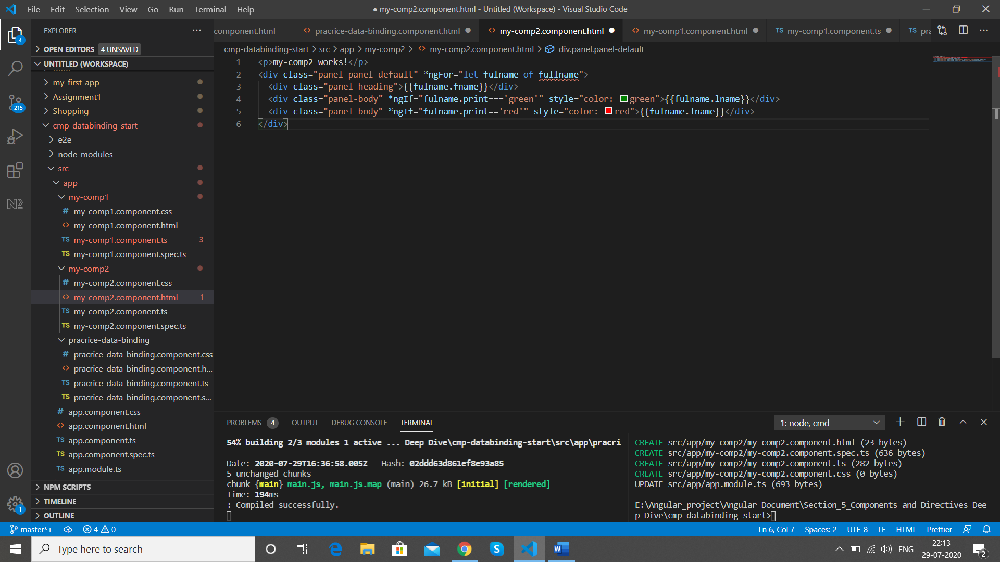 File Edit Selection View Go Run Terminal Help
● my-comp2.component.html - Untitled (Workspace) - Visual Studio Code
EXPLORER
component.html
pracrice-data-binding.component.html
my-comp2.component.html
my-comp1.component.html
TS my-comp1.component.ts
TS pra
4
OPEN EDITORS 4 UNSAVED
cmp-databinding-start > src > app > my-comp2 > my-comp2.component.html > div.panel.panel-default
UNTITLED (WORKSPACE)
todo
my-first-app
Assignment1
Shopping
215
cmp-databinding-start
e2e
node_modules
src
app
my-comp1
# my-comp1.component.css
<> my-comp1.component.html
TS my-comp1.component.ts 3
TS my-comp1.component.spec.ts
my-comp2
# my-comp2.component.css
<> my-comp2.component.html 1
TS my-comp2.component.ts
TS my-comp2.component.spec.ts
pracrice-data-binding
# pracrice-data-binding.component.css
<> pracrice-data-binding.component.h...
TS pracrice-data-binding.component.ts
TS pracrice-data-binding.component.s...
# app.component.css
<> app.component.html
TS app.component.ts
TS app.component.spec.ts
TS app.module.ts
NPM SCRIPTS
TIMELINE
OUTLINE
1
1 <p>my-comp2 works!</p>
2 <div class="panel panel-default" *ngFor="let fulname of fullname">
3 <div class="panel-heading">{{fulname.fname}}</div>
4 <div class="panel-body" *ngIf="fulname.print==='green'" style="color: green">{{fulname.lname}}</div>
5 <div class="panel-body" *ngIf="fulname.print=='red'" style="color: red">{{fulname.lname}}</div>
6 </div>
PROBLEMS 4 OUTPUT DEBUG CONSOLE TERMINAL
1: node, cmd
54% building 2/3 modules 1 active ... Deep Dive\cmp-databinding-start\src\app\pracri
Date: 2020-07-29T16:36:58.005Z - Hash: 02ddd63d861ef8e93a85
5 unchanged chunks
chunk {main} main.js, main.js.map (main) 26.7 kB [initial] [rendered]
Time: 194ms
: Compiled successfully.
CREATE src/app/my-comp2/my-comp2.component.html (23 bytes)
CREATE src/app/my-comp2/my-comp2.component.spec.ts (636 bytes)
CREATE src/app/my-comp2/my-comp2.component.ts (282 bytes)
CREATE src/app/my-comp2/my-comp2.component.css (0 bytes)
UPDATE src/app/app.module.ts (693 bytes)
E:\Angular_project\Angular Document\Section_5_Components and Directives Dee
p Dive\cmp-databinding-start>
master*+ 4 0
Ln 6, Col 7 Spaces: 2 UTF-8 LF HTML Prettier
Type here to search
ENG
22:13
29-07-2020
2